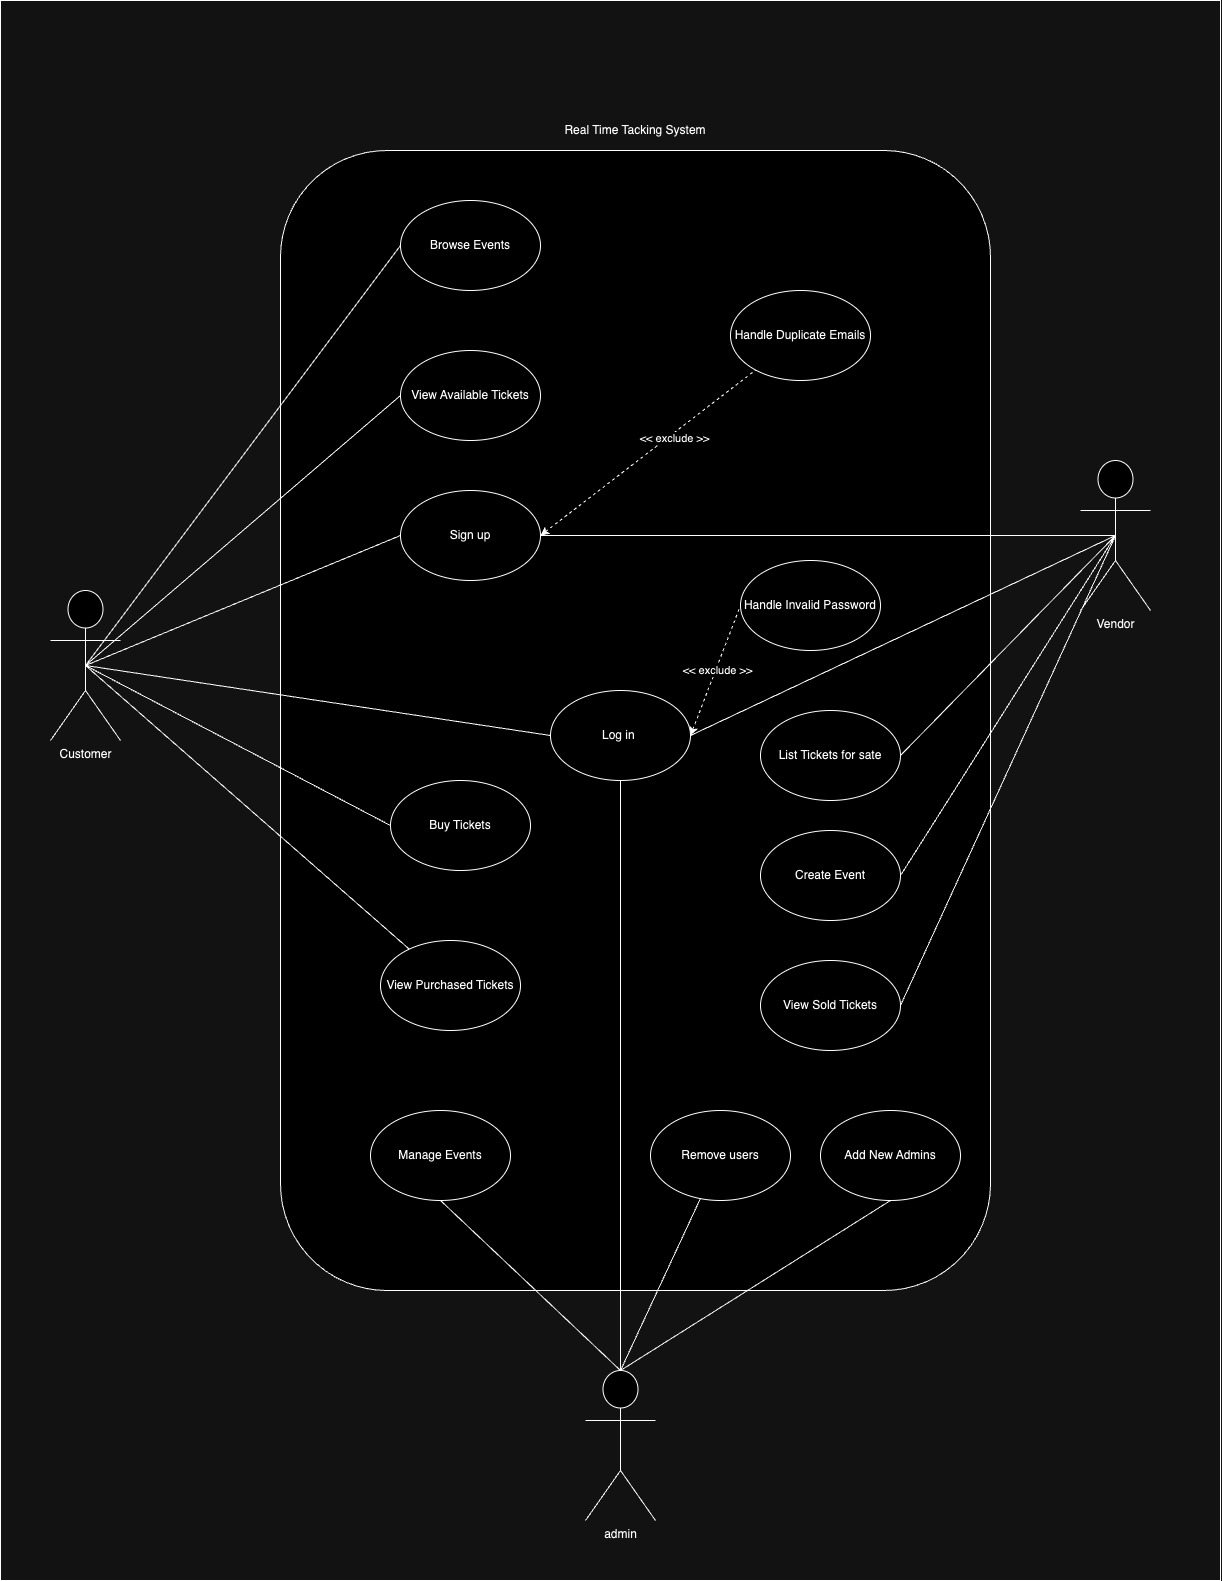 Real Time Tacking System
Browse Events
Handle Duplicate Emails
View Available Tickets
<< exclude >>
Sign up
Handle Invalid Password
Vendor
<< exclude >>
Log in
Customer
List Tickets for sate
Buy Tickets
Create Event
View Purchased Tickets
View Sold Tickets
Manage Events
Remove users
Add New Admins
admin